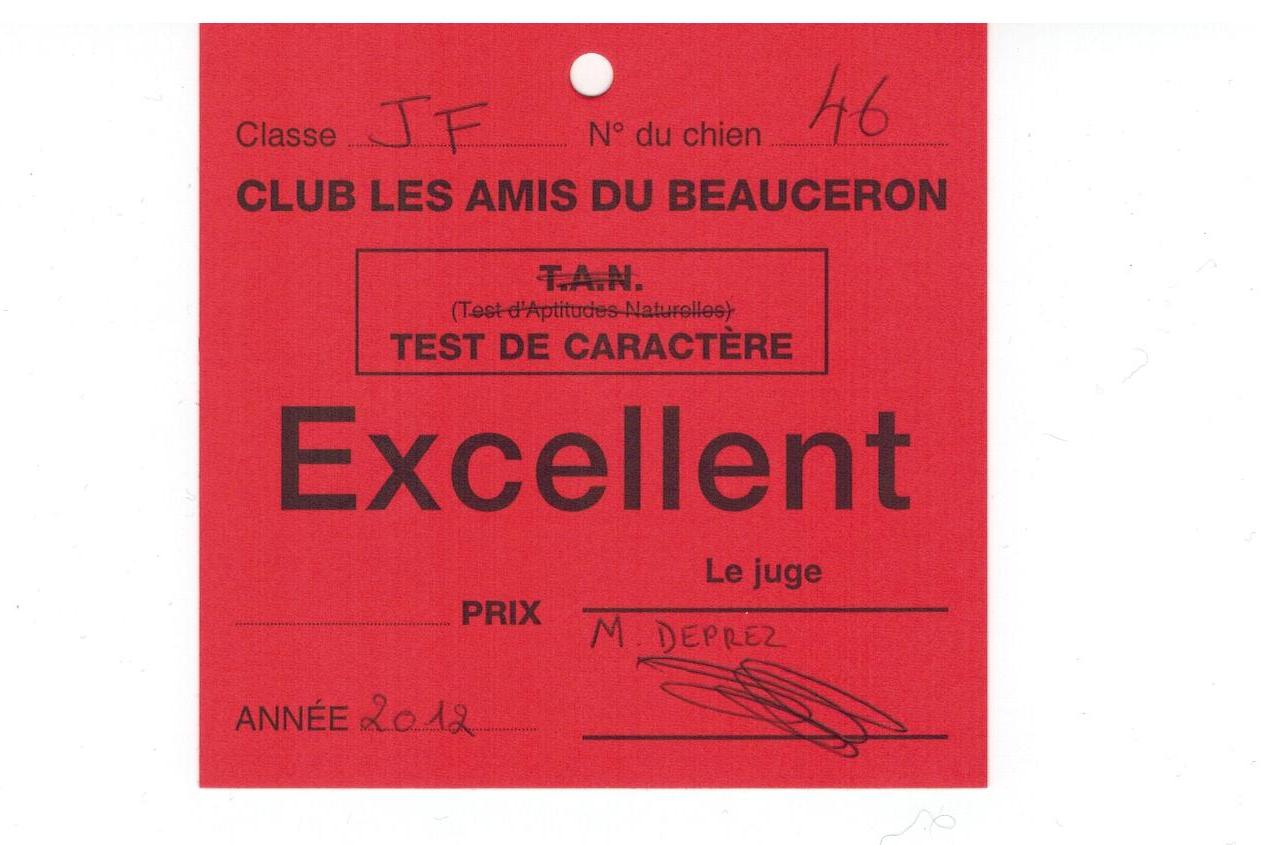 Classe JF N° du chien 46
CLUB LES AMIS DU BEAUCERON
T.A.N.
(Test d'Aptitudes Naturelles)
TEST DE CARACTÈRE
Excellent
Le juge
PRIX
M. DEPREZ
ANNÉE 2012